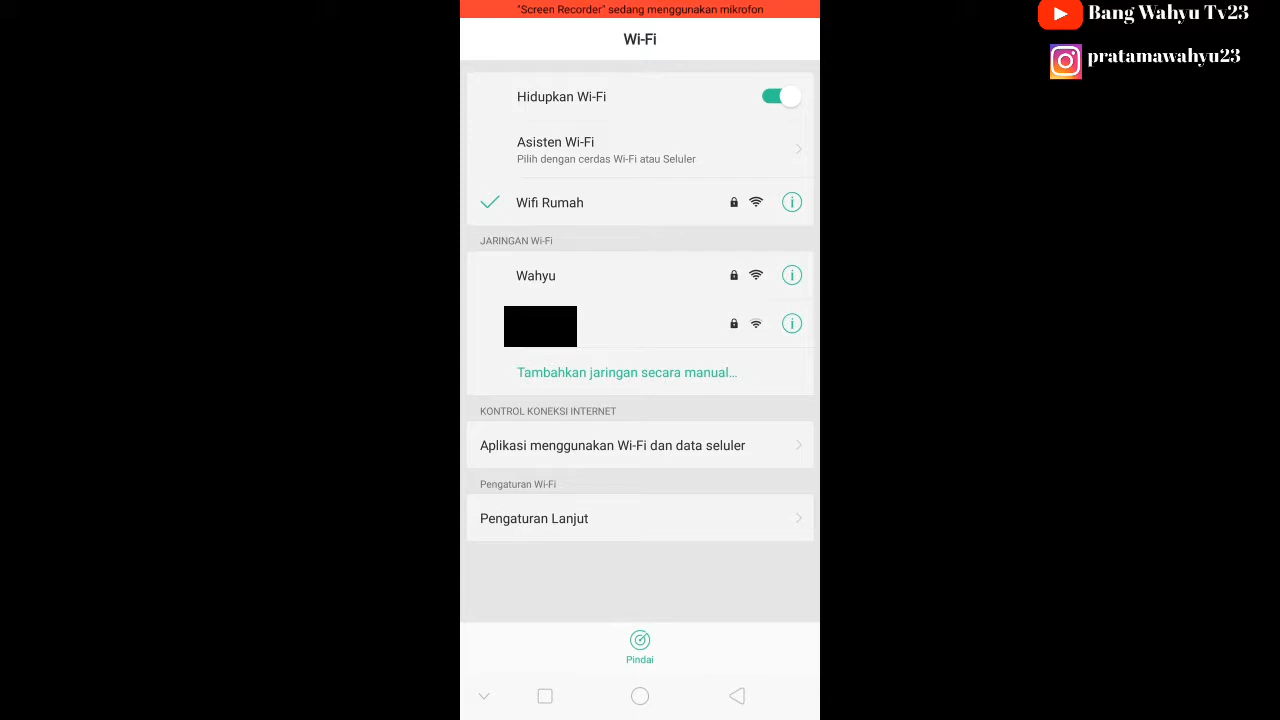 "Screen Recorder" sedang menggunakan mikrofon
Bang Wahyu Tv23
pratamawahyu23
Wi-Fi
Hidupkan Wi-Fi
Asisten Wi-Fi
Pilih dengan cerdas Wi-Fi atau Seluler
Wifi Rumah
JARINGAN Wi-Fi
Wahyu
Tambahkan jaringan secara manual...
KONTROL KONEKSI INTERNET
Aplikasi menggunakan Wi-Fi dan data seluler
Pengaturan Wi-Fi
Pengaturan Lanjut
Pindai